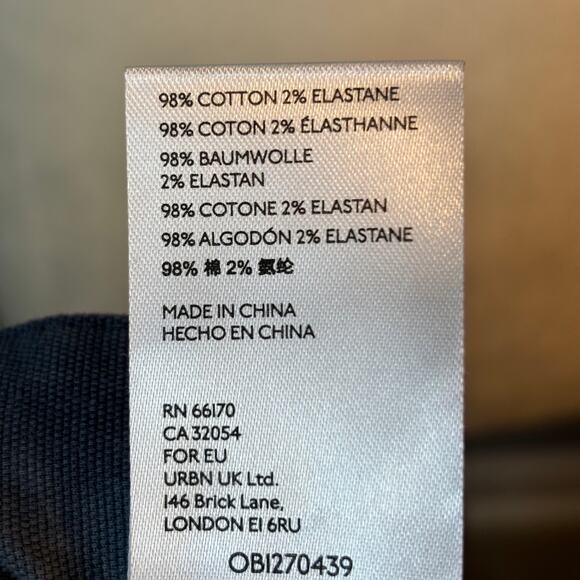 98% COTTON 2% ELASTANE
98% COTON 2% ÉLASTHANNE
98% BAUMWOLLE
2% ELASTAN
98% COTONE 2% ELASTAN
98% ALGODÓN 2% ELASTANE
98% 棉 2% 氨纶
MADE IN CHINA
HECHO EN CHINA
RN 66170
CA 32054
FOR EU
URBN UK Ltd.
146 Brick Lane,
LONDON E1 6RU
OB1270439